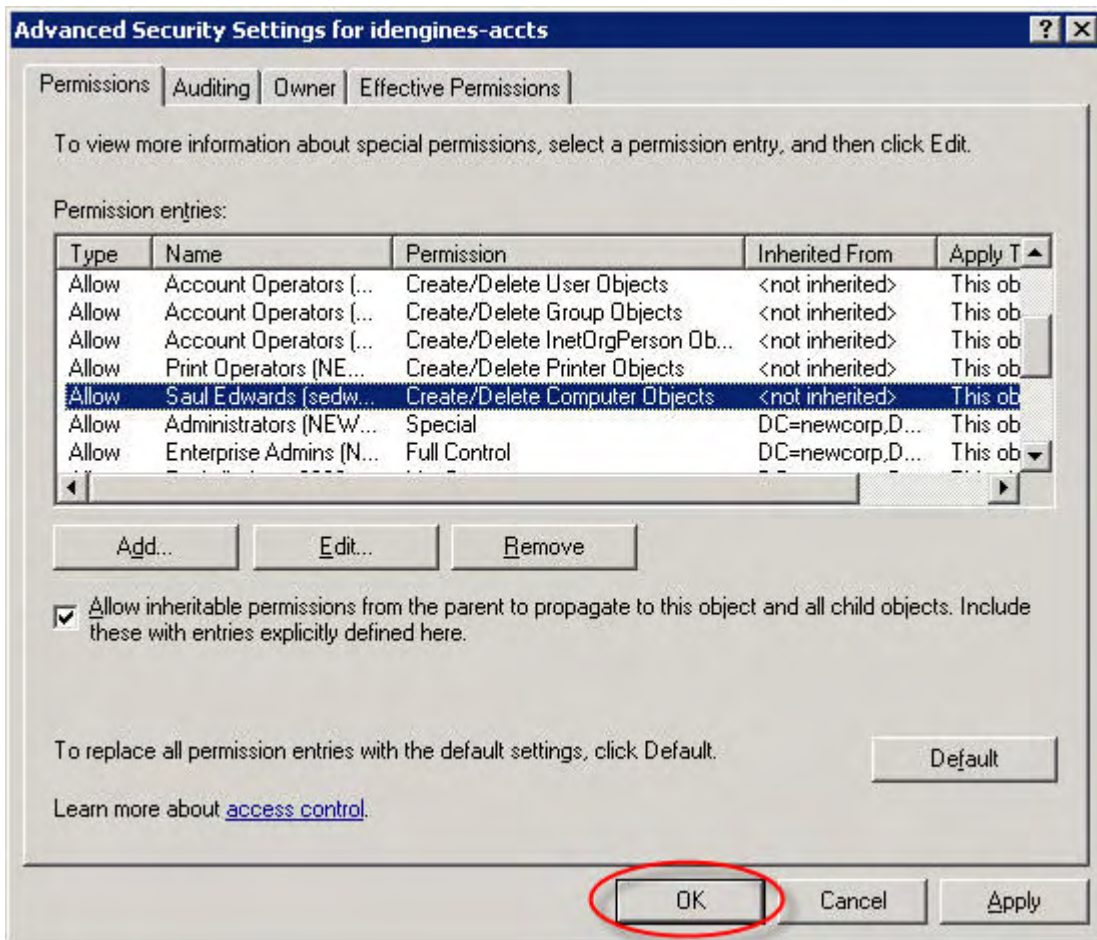 Advanced Security Settings for idengines-accts
Permissions Auditing Owner Effective Permissions
To view more information about special permissions, select a permission entry, and then click Edit.
Permission entries:
Type Name Permission Inherited From Apply T
Allow Account Operators (... Create/Delete User Objects <not inherited> This ob
Allow Account Operators (... Create/Delete Group Objects <not inherited> This ob
Allow Account Operators (... Create/Delete InetOrgPerson Ob... <not inherited> This ob
Allow Print Operators (NE... Create/Delete Printer Objects <not inherited> This ob
Allow Saul Edwards (sedw... Create/Delete Computer Objects <not inherited> This ob
Allow Administrators (NEW... Special DC=newcorp,D... This ob
Allow Enterprise Admins (N... Full Control DC=newcorp,D... This ob
Add... Edit... Remove
Allow inheritable permissions from the parent to propagate to this object and all child objects. Include
these with entries explicitly defined here.
To replace all permission entries with the default settings, click Default.
Default
Learn more about access control.
OK Cancel Apply